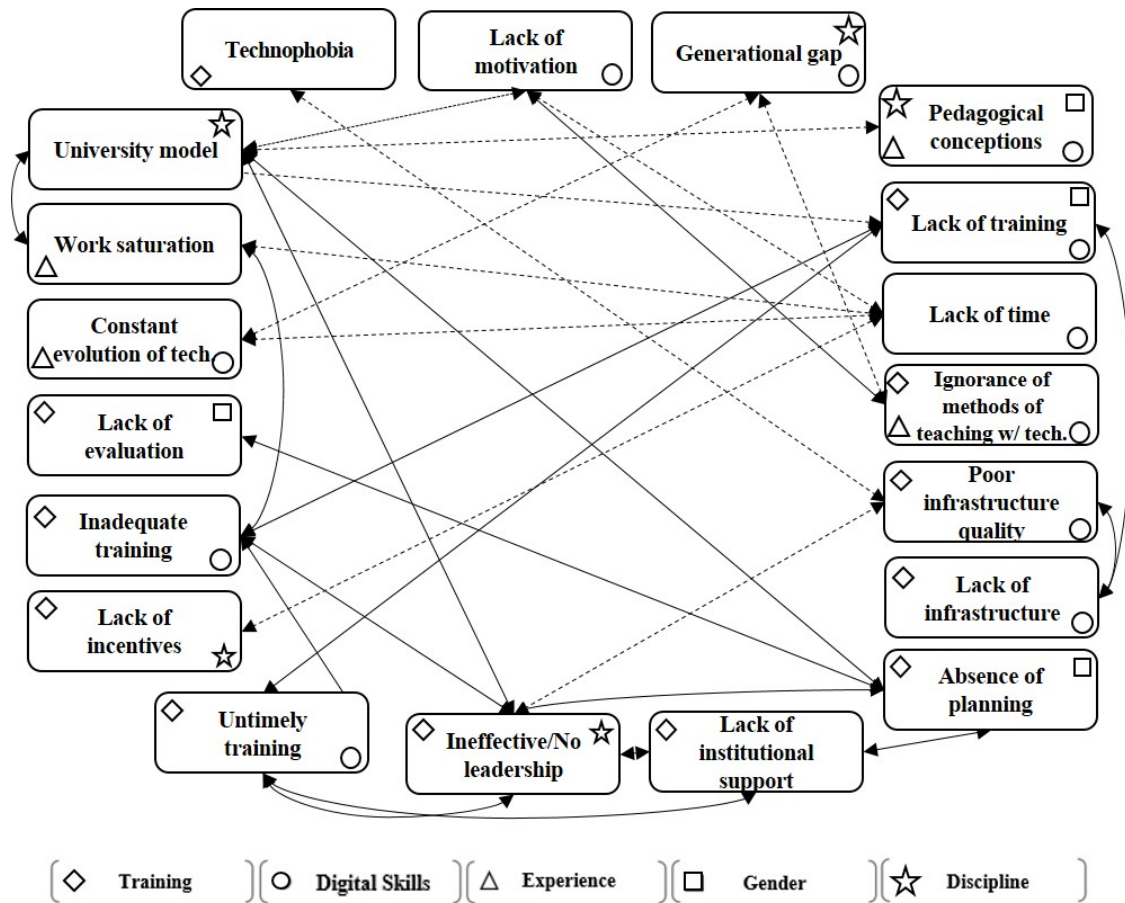 Technophobia
Lack of
motivation
Generational gap
Pedagogical
conceptions
University model
Lack of training
Work saturation
Lack of time
Constant
evolution of tech.
Ignorance of
methods of
teaching w/ tech.
Lack of
evaluation
Poor
infrastructure
quality
Inadequate
training
Lack of
infrastructure
Lack of
incentives
Absence of
planning
Untimely
training
Ineffective/No
leadership
Lack of
institutional
support
Training
Digital Skills
Experience
Gender
Discipline